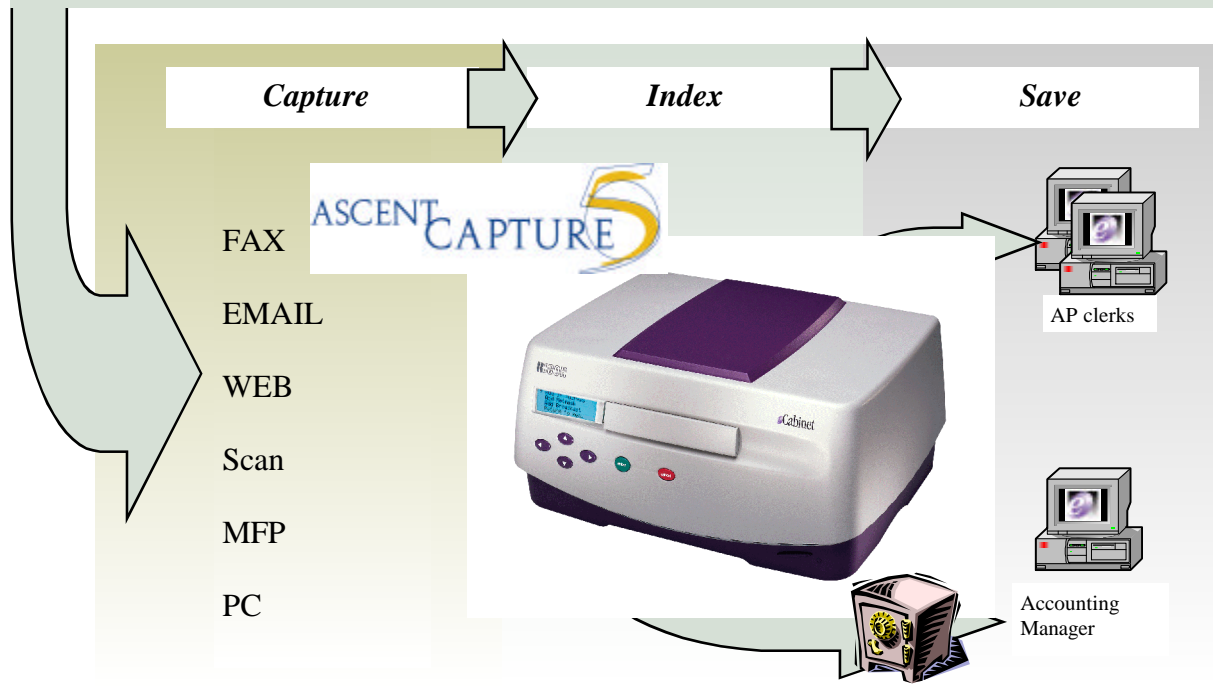 Capture
Index
Save
ASCENT
CAPTURE 5
FAX
EMAIL
WEB
Scan
MFP
PC
eCabinet
AP clerks
Accounting
Manager